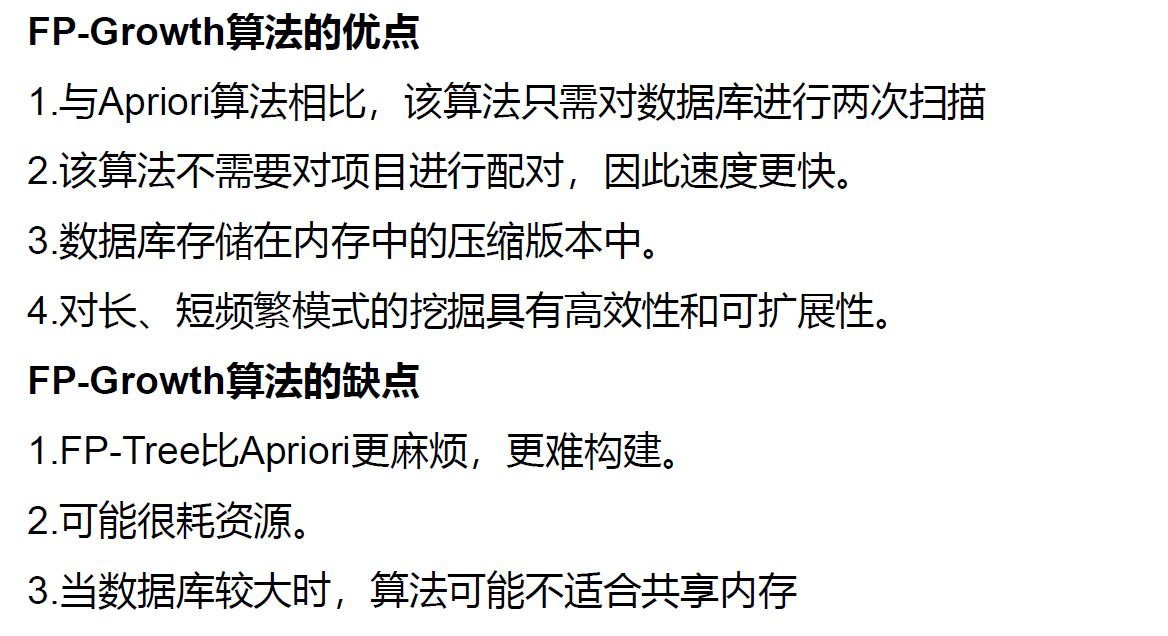 FP-Growth算法的优点
1.与Apriori算法相比，该算法只需对数据库进行两次扫描
2.该算法不需要对项目进行配对，因此速度更快。
3.数据库存储在内存中的压缩版本中。
4.对长、短频繁模式的挖掘具有高效性和可扩展性。
FP-Growth算法的缺点
1.FP-Tree比Apriori更麻烦，更难构建。
2.可能很耗资源。
3.当数据库较大时，算法可能不适合共享内存